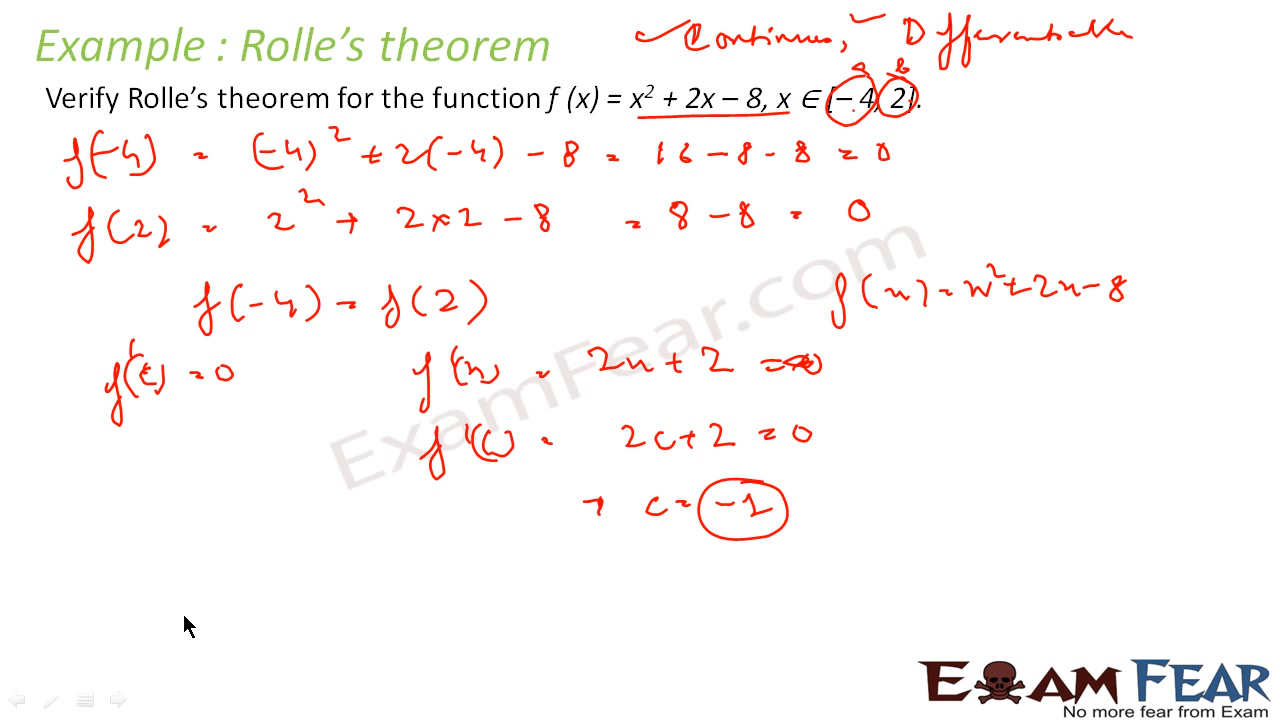 Example : Rolle's theorem
Continuous, Differentiable
a b
Verify Rolle's theorem for the function f (x) = x² + 2x – 8, x ∈ [– 4, 2].
f(-4) = (-4)² + 2(-4) - 8 = 16 - 8 - 8 = 0
f(2) = 2² + 2×2 - 8 = 8 - 8 = 0
f(-4) = f(2)
f(x) = x² + 2x - 8
f'(c) = 0
f'(x) = 2x + 2
f'(c) = 2c + 2 = 0
c = -1
ExamFear.com
EXAM FEAR
No more fear from Exam